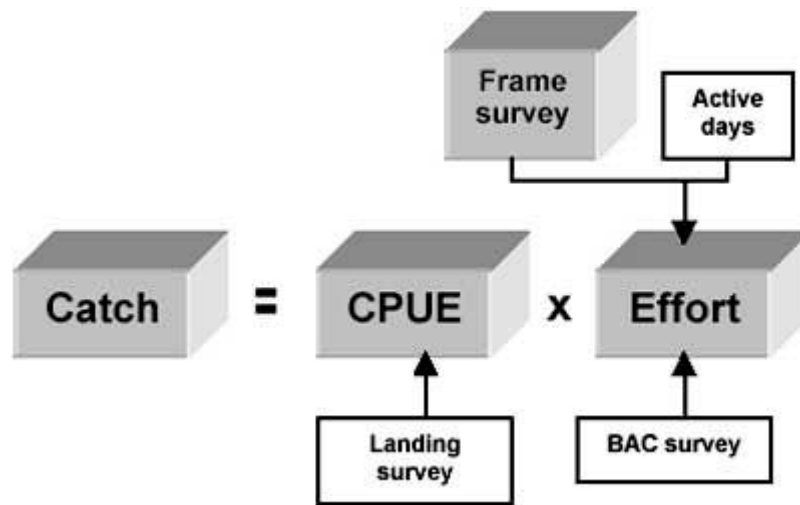 Frame
survey
Active
days
Catch = CPUE x Effort
Landing
survey
BAC survey